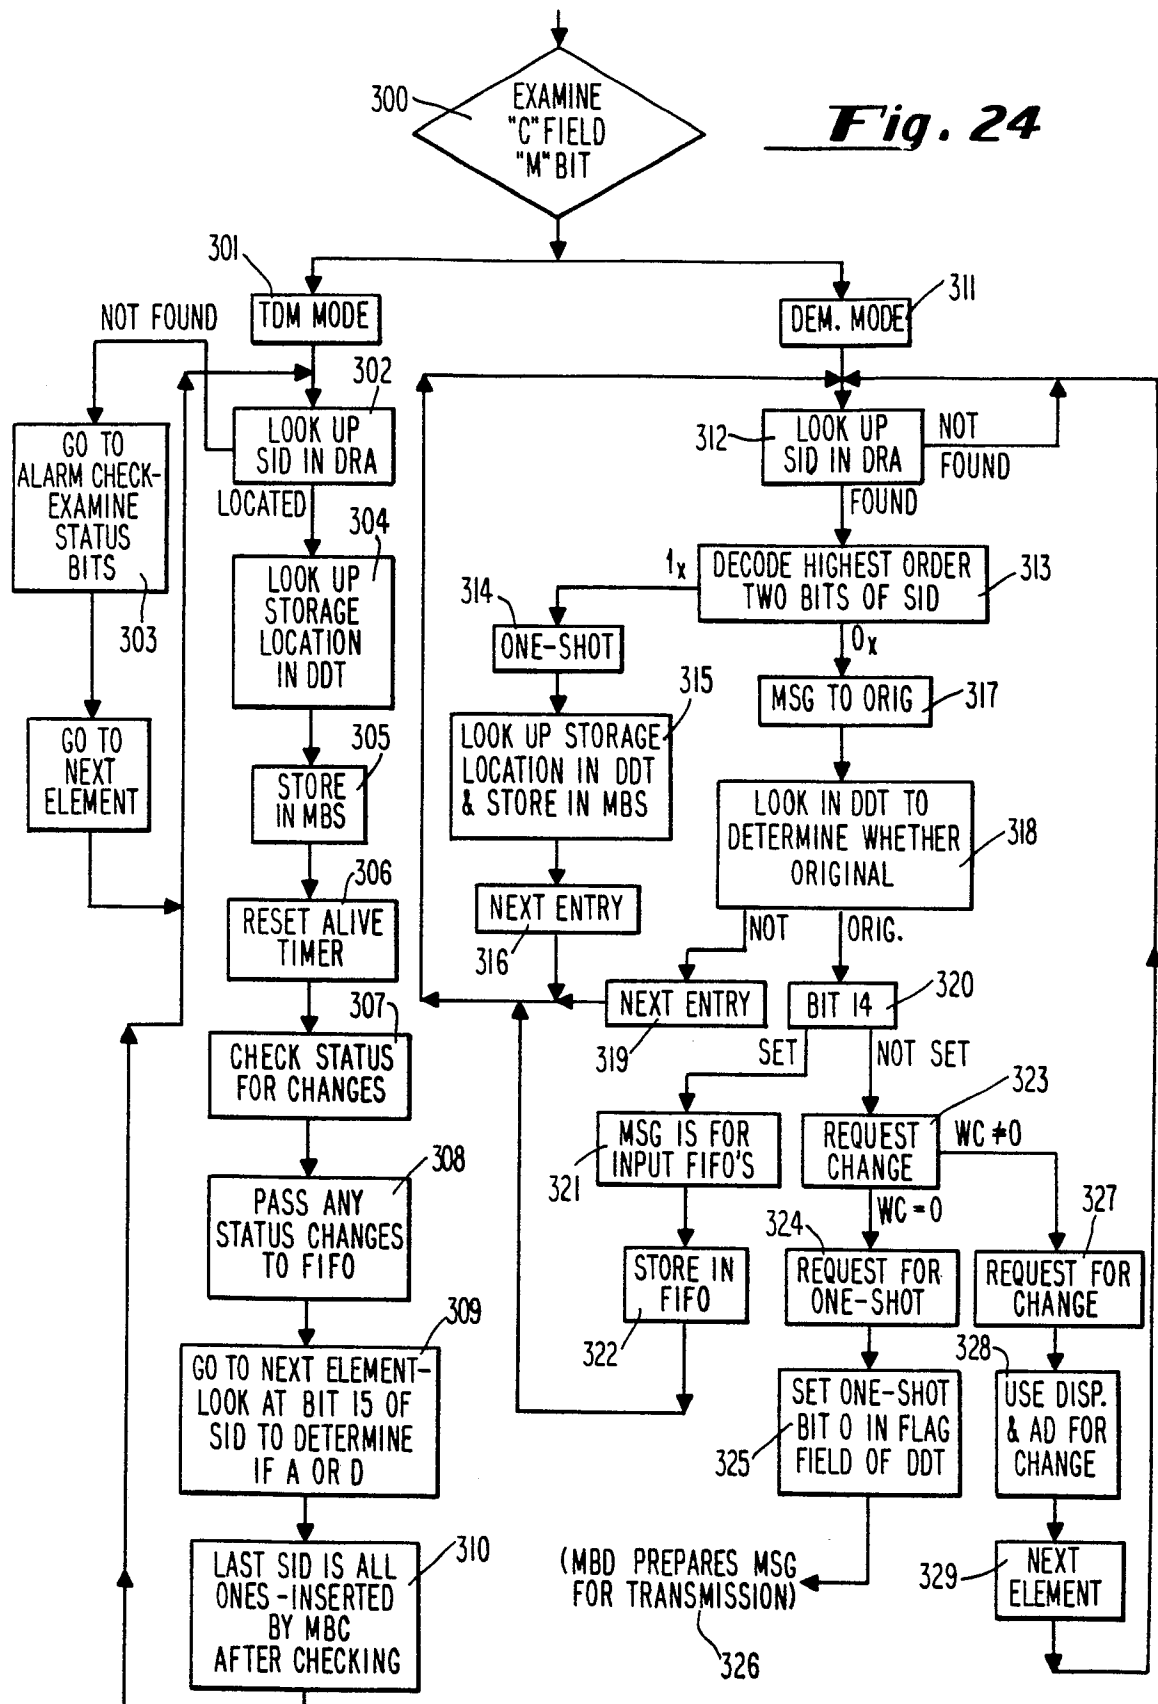 300
EXAMINE
"C" FIELD
"M" BIT
Fig. 24
301
TDM MODE
NOT FOUND
302
LOOK UP
SID IN DRA
LOCATED
GO TO
ALARM CHECK-
EXAMINE
STATUS
BITS
303
GO TO
NEXT
ELEMENT
304
LOOK UP
STORAGE
LOCATION
IN DDT
305
STORE
IN MBS
306
RESET ALIVE
TIMER
307
CHECK STATUS
FOR CHANGES
308
PASS ANY
STATUS CHANGES
TO FIFO
309
GO TO NEXT ELEMENT-
LOOK AT BIT 15 OF
SID TO DETERMINE
IF A OR D
310
LAST SID IS ALL
ONES-INSERTED
BY MBC
AFTER CHECKING
311
DEM. MODE
312
LOOK UP
SID IN DRA
NOT
FOUND
FOUND
313
DECODE HIGHEST ORDER
TWO BITS OF SID
1x
314
ONE-SHOT
315
LOOK UP STORAGE
LOCATION IN DDT
& STORE IN MBS
NEXT ENTRY
316
0x
MSG TO ORIG
317
LOOK IN DDT TO
DETERMINE WHETHER
ORIGINAL
318
NOT
ORIG.
NEXT ENTRY
319
BIT 14
320
SET
NOT SET
MSG IS FOR
INPUT FIFO'S
321
STORE IN
FIFO
322
323
REQUEST
CHANGE
WC ≠ 0
WC = 0
324
REQUEST FOR
ONE-SHOT
SET ONE-SHOT
BIT 0 IN FLAG
FIELD OF DDT
325
(MBD PREPARES MSG
FOR TRANSMISSION)
326
327
REQUEST FOR
CHANGE
328
USE DISP.
& AD FOR
CHANGE
329
NEXT
ELEMENT